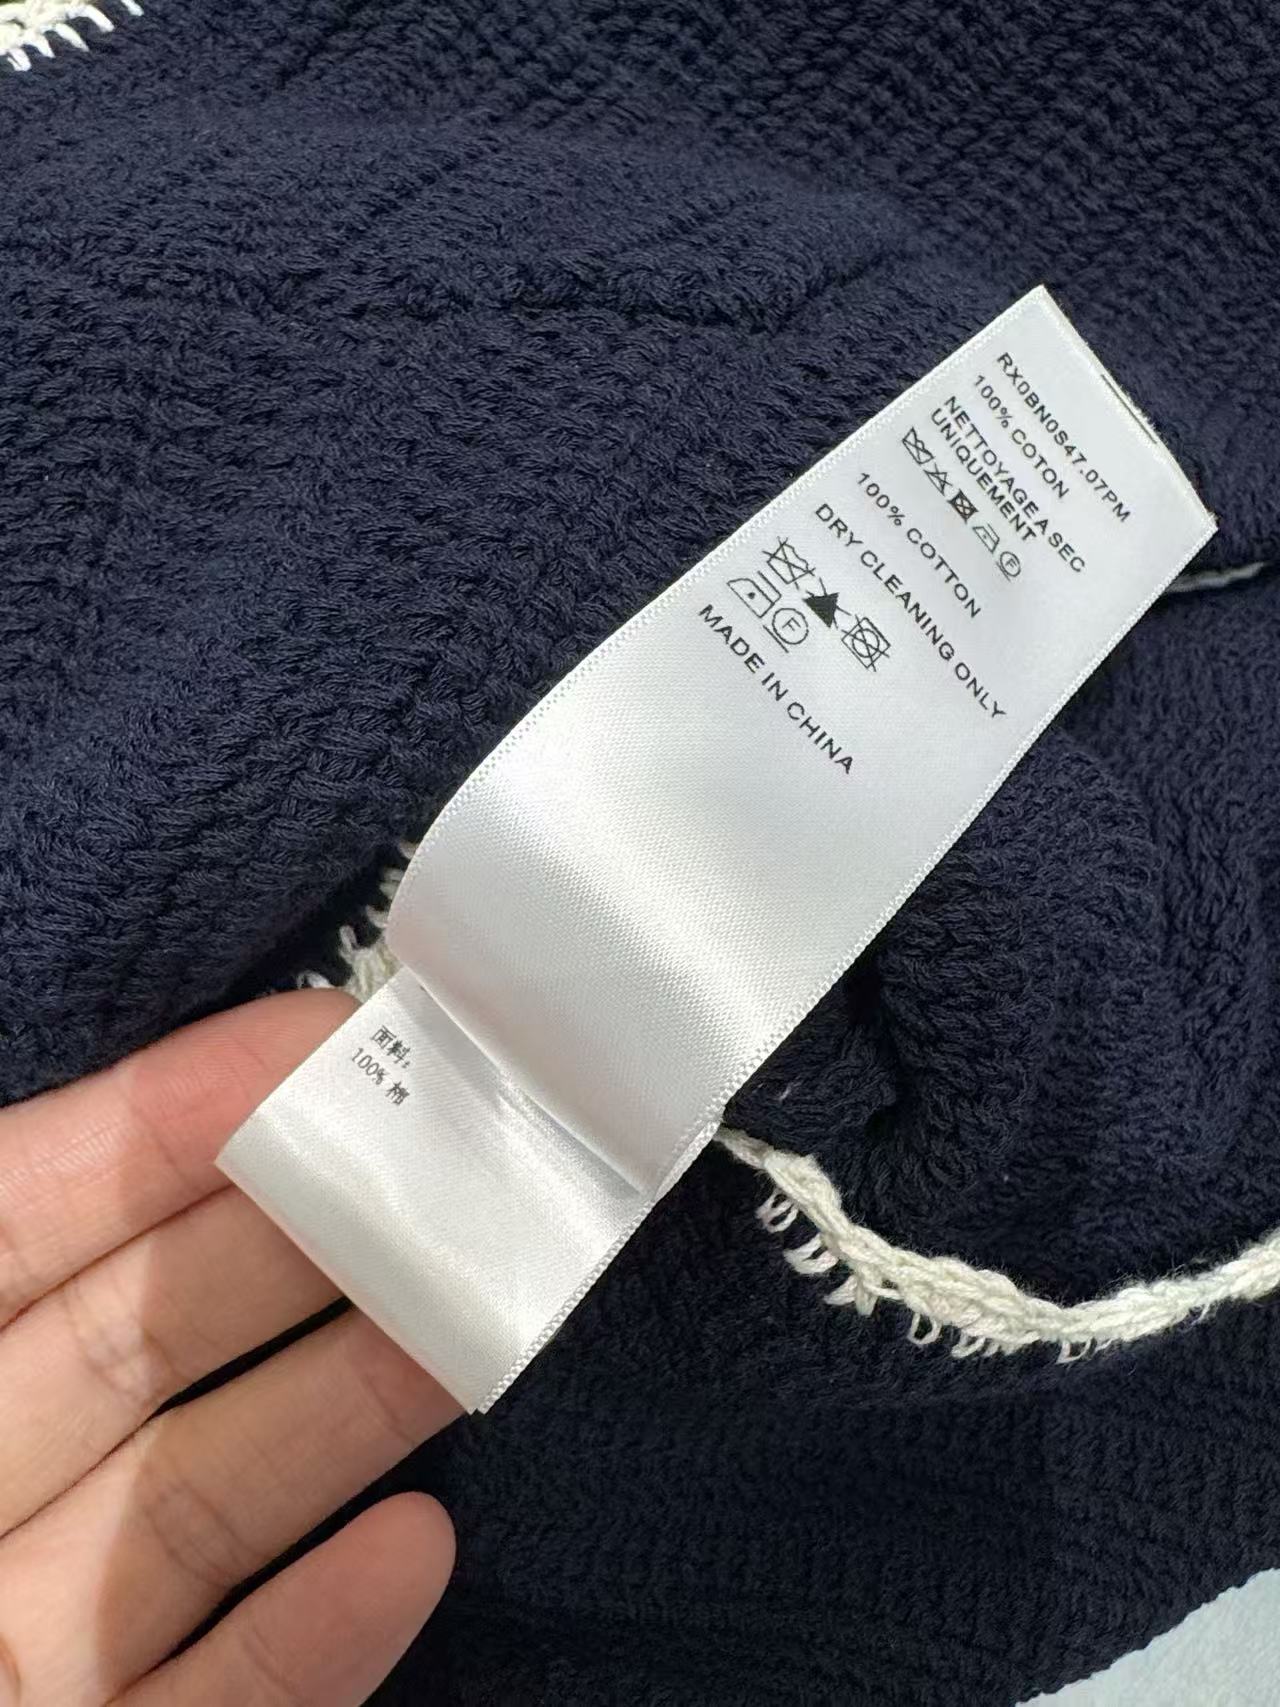 RX0BN0S47.07PM
100% COTON
NETTOYAGE A SEC
UNIQUEMENT
F
100% COTTON
DRY CLEANING ONLY
F
MADE IN CHINA
面料:
100% 棉